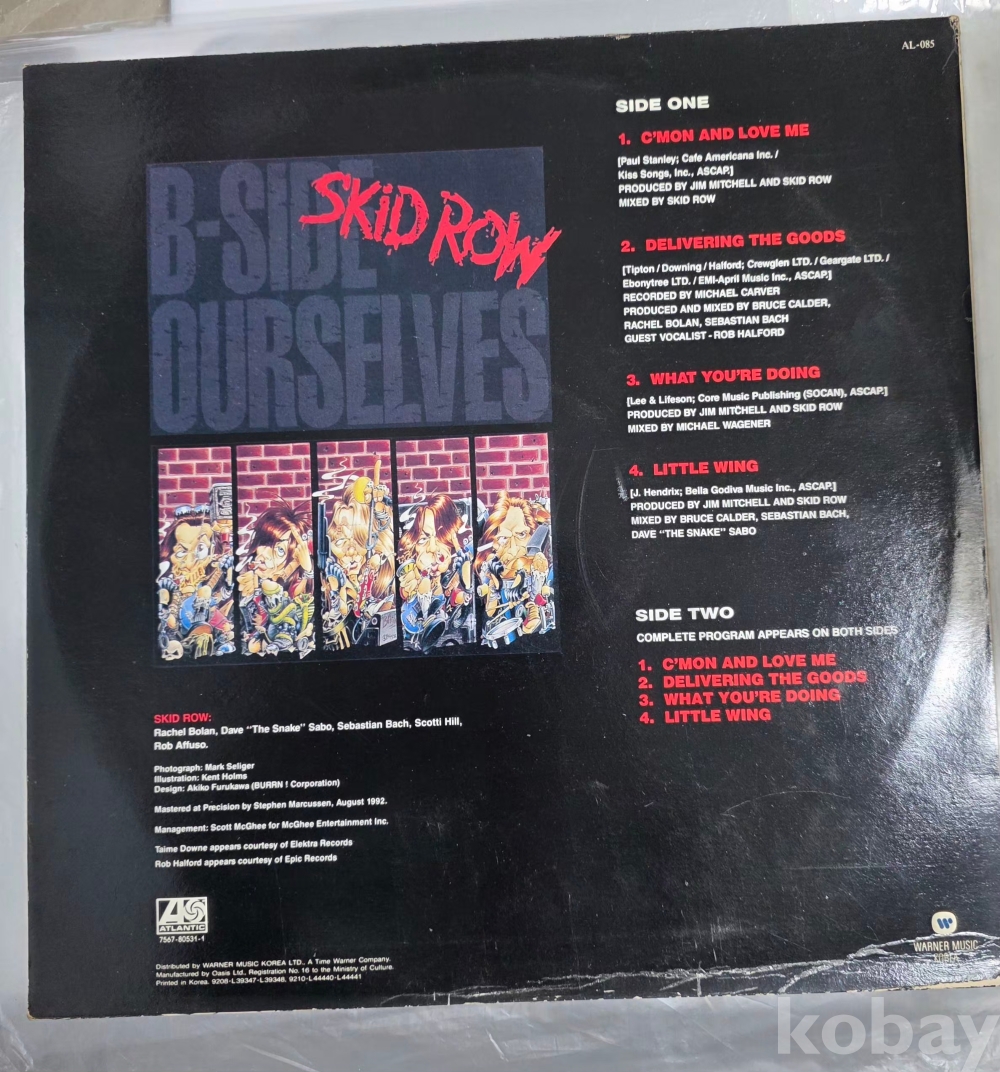 AL-085
B-SIDE
SKID ROW
OURSELVES
SIDE ONE
1. C'MON AND LOVE ME
[Paul Stanley; Cafe Americana Inc. /
Kiss Songs, Inc., ASCAP.]
PRODUCED BY JIM MITCHELL AND SKID ROW
MIXED BY SKID ROW
2. DELIVERING THE GOODS
[Tipton / Downing / Halford; Crewglen LTD. / Geargate LTD. /
Ebonytree LTD. / EMI-April Music Inc., ASCAP.]
RECORDED BY MICHAEL CARVER
PRODUCED AND MIXED BY BRUCE CALDER,
RACHEL BOLAN, SEBASTIAN BACH
GUEST VOCALIST - ROB HALFORD
3. WHAT YOU'RE DOING
[Lee & Lifeson; Core Music Publishing (SOCAN), ASCAP.]
PRODUCED BY JIM MITCHELL AND SKID ROW
MIXED BY MICHAEL WAGENER
4. LITTLE WING
[J. Hendrix; Bella Godiva Music Inc., ASCAP.]
PRODUCED BY JIM MITCHELL AND SKID ROW
MIXED BY BRUCE CALDER, SEBASTIAN BACH,
DAVE "THE SNAKE" SABO
SIDE TWO
COMPLETE PROGRAM APPEARS ON BOTH SIDES
1. C'MON AND LOVE ME
2. DELIVERING THE GOODS
3. WHAT YOU'RE DOING
4. LITTLE WING
SKID ROW:
Rachel Bolan, Dave "The Snake" Sabo, Sebastian Bach, Scotti Hill,
Rob Affuso.
Photograph: Mark Seliger
Illustration: Kent Holms
Design: Akiko Furukawa (BURRN ! Corporation)
Mastered at Precision by Stephen Marcussen, August 1992.
Management: Scott McGhee for McGhee Entertainment Inc.
Taime Downe appears courtesy of Elektra Records
Rob Halford appears courtesy of Epic Records
ATLANTIC
7567-80531-1
Distributed by WARNER MUSIC KOREA LTD., A Time Warner Company.
Manufactured by Oasis Ltd., Registration No. 16 to the Ministry of Culture.
Printed in Korea. 9208-L39347-L39348, 9210-L44440-L44441
WARNER MUSIC
KOREA
kobay